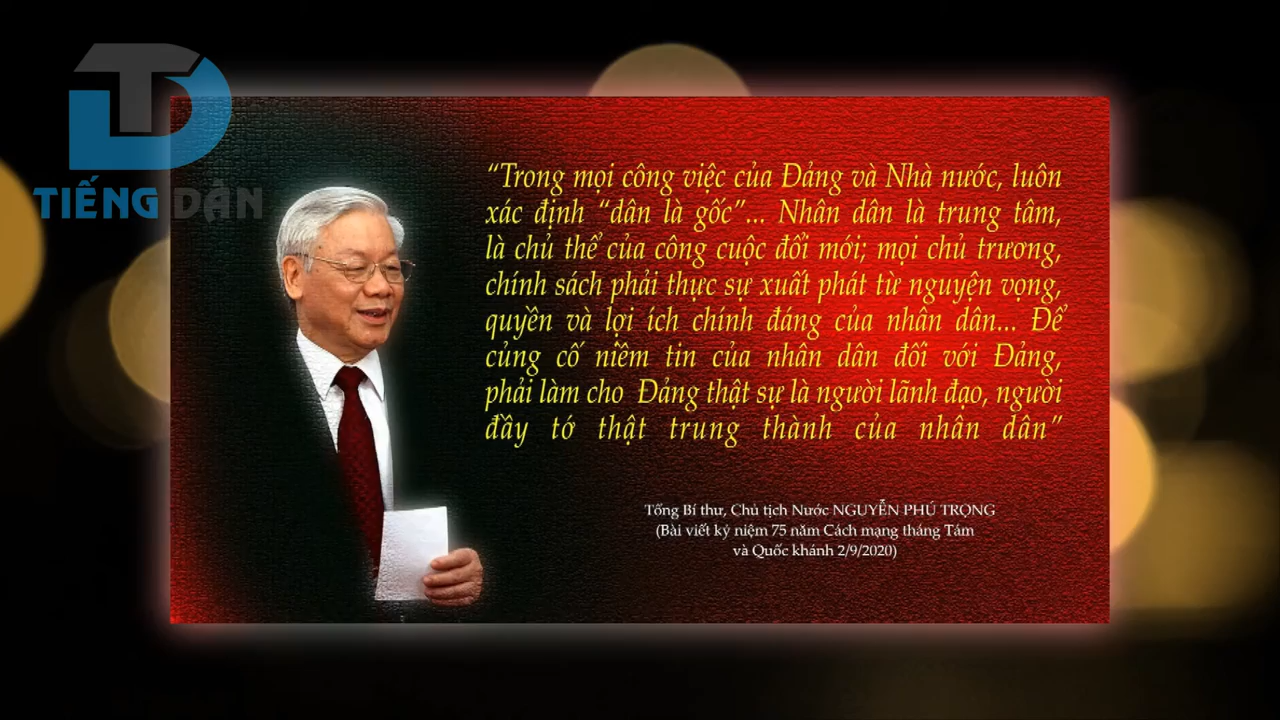 TIẾNG DÂN
“Trong mọi công việc của Đảng và Nhà nước, luôn
xác định “dân là gốc”... Nhân dân là trung tâm,
là chủ thể của công cuộc đổi mới; mọi chủ trương,
chính sách phải thực sự xuất phát từ nguyện vọng,
quyền và lợi ích chính đáng của nhân dân... Để
củng cố niềm tin của nhân dân đối với Đảng,
phải làm cho Đảng thật sự là người lãnh đạo, người
đầy tớ thật trung thành của nhân dân”
Tổng Bí thư, Chủ tịch Nước NGUYỄN PHÚ TRỌNG
(Bài viết kỷ niệm 75 năm Cách mạng tháng Tám
và Quốc khánh 2/9/2020)